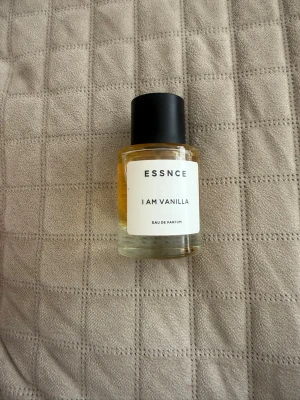 ESSNCE
I AM VANILLA
EAU DE PARFUM